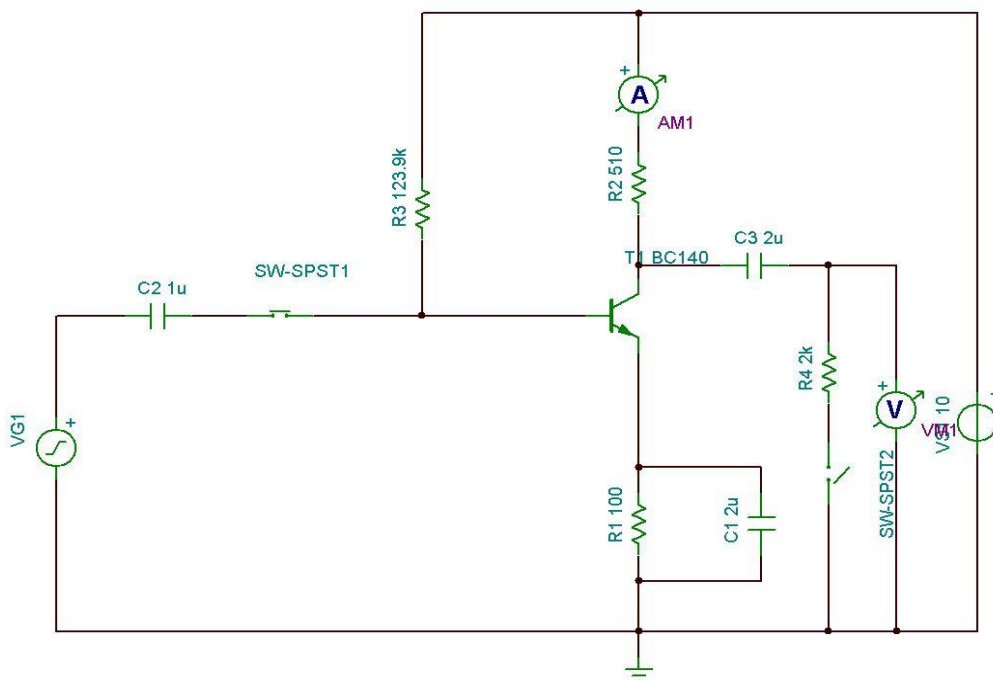 +
A
AM1
R2 510
R3 123.9k
C3 2u
T1 BC140
SW-SPST1
C2 1u
R4 2k
+
V
VM1
+
VG1
SW-SPST2
R1 100
C1 2u